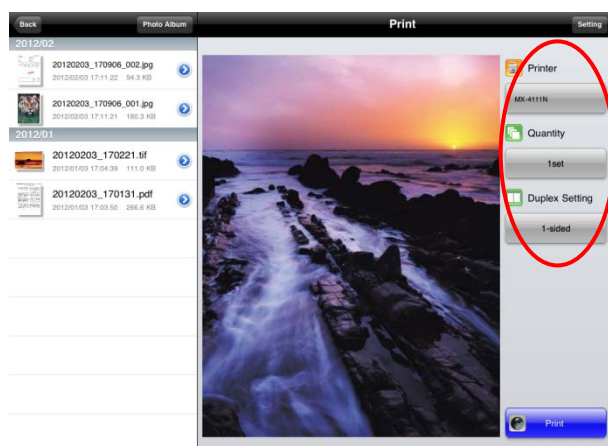 Back
Photo Album
Print
Setting
2012/02
20120203_170906_002.jpg
2012/02/03 17:11:22 94.3 KB
20120203_170906_001.jpg
2012/02/03 17:11:21 180.3 KB
2012/01
20120203_170221.tif
2012/01/03 17:04:39 111.0 KB
20120203_170131.pdf
2012/01/03 17:03:50 266.6 KB
Printer
MX-4111N
Quantity
1set
Duplex Setting
1-sided
Print